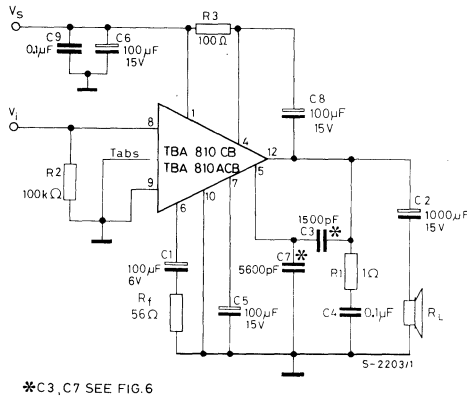 Vs
R3
C9
0.1µF
C6
100µF
15V
100Ω
C8
100µF
15V
1
4
Vi
8
Tabs
TBA 810 CB
TBA 810 ACB
12
R2
100kΩ
9
7
5
6
10
C2
1000µF
15V
1500pF
C3 *
C7 *
5600pF
C1
100µF
6V
R1
1Ω
Rf
56Ω
C5
100µF
15V
C4
0.1µF
RL
S-2203/1
*C3, C7 SEE FIG.6